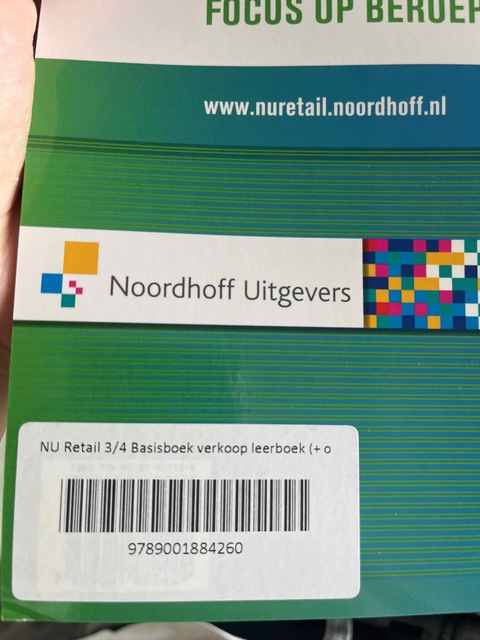 FOCUS OP BEROEP
www.nuretail.noordhoff.nl
Noordhoff Uitgevers
NU Retail 3/4 Basisboek verkoop leerboek (+ o
9789001884260